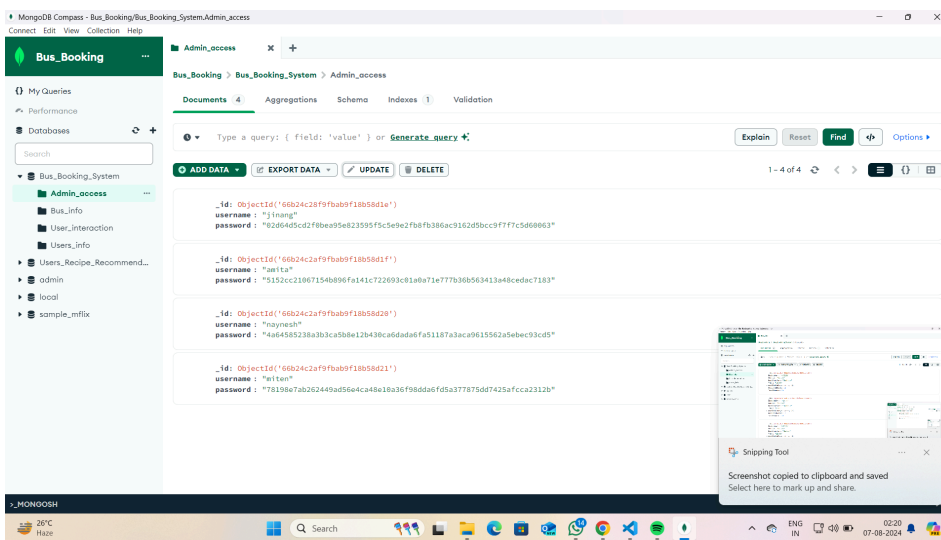 MongoDB Compass - Bus_Booking/Bus_Booking_System.Admin_access
Connect Edit View Collection Help
Bus_Booking
My Queries
Performance
Databases
Search
Bus_Booking_System
Admin_access
Bus_info
User_interaction
Users_info
Users_Recipe_Recommend...
admin
local
sample_mflix
Admin_access
Bus_Booking > Bus_Booking_System > Admin_access
Documents 4 Aggregations Schema Indexes 1 Validation
Type a query: { field: 'value' } or Generate query
Explain Reset Find </> Options
ADD DATA EXPORT DATA UPDATE DELETE
1 – 4 of 4
_id: ObjectId('66b24c28f9fbab9f18b58d1e')
username : "jinang"
password : "02d64d5cd2f0bea95e823595f5c5e9e2fb8fb386ac9162d5bcc9f7f7c5d60063"
_id: ObjectId('66b24c2af9fbab9f18b58d1f')
username : "amita"
password : "5152cc21067154b896fa141c722693c01a0a71e777b36b563413a48cedac7183"
_id: ObjectId('66b24c2af9fbab9f18b58d20')
username : "naynesh"
password : "4a64585238a3b3ca5b8e12b430ca6dada6fa51187a3aca9615562a5ebec93cd5"
_id: ObjectId('66b24c2af9fbab9f18b58d21')
username : "miten"
password : "78198e7ab262449ad56e4ca48e10a36f98dda6fd5a377875dd7425afcca2312b"
Snipping Tool
Screenshot copied to clipboard and saved
Select here to mark up and share.
>_MONGOSH
26°C
Haze
Search
14
ENG
IN
02:20
07-08-2024